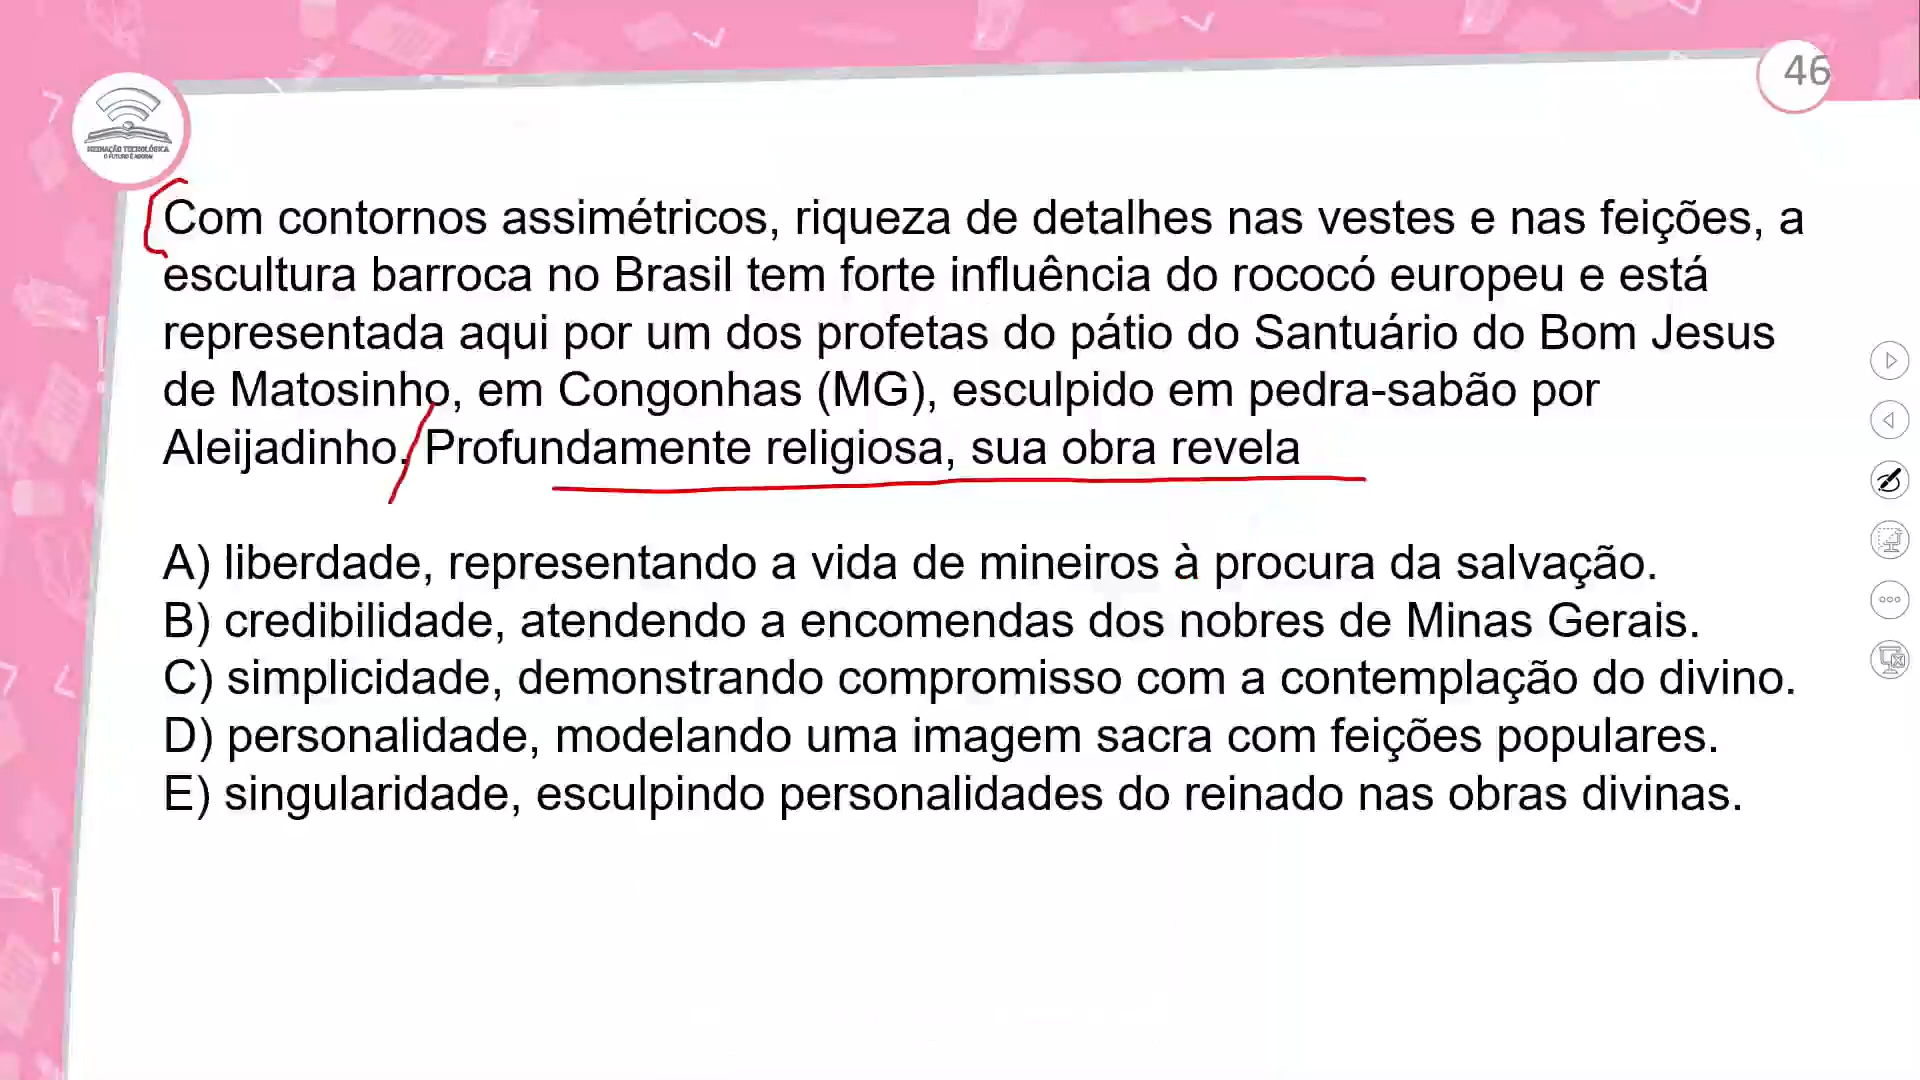 46
MEDIAÇÃO TECNOLÓGICA
O FUTURO É AGORA!
Com contornos assimétricos, riqueza de detalhes nas vestes e nas feições, a
escultura barroca no Brasil tem forte influência do rococó europeu e está
representada aqui por um dos profetas do pátio do Santuário do Bom Jesus
de Matosinho, em Congonhas (MG), esculpido em pedra-sabão por
Aleijadinho. Profundamente religiosa, sua obra revela
A) liberdade, representando a vida de mineiros à procura da salvação.
B) credibilidade, atendendo a encomendas dos nobres de Minas Gerais.
C) simplicidade, demonstrando compromisso com a contemplação do divino.
D) personalidade, modelando uma imagem sacra com feições populares.
E) singularidade, esculpindo personalidades do reinado nas obras divinas.